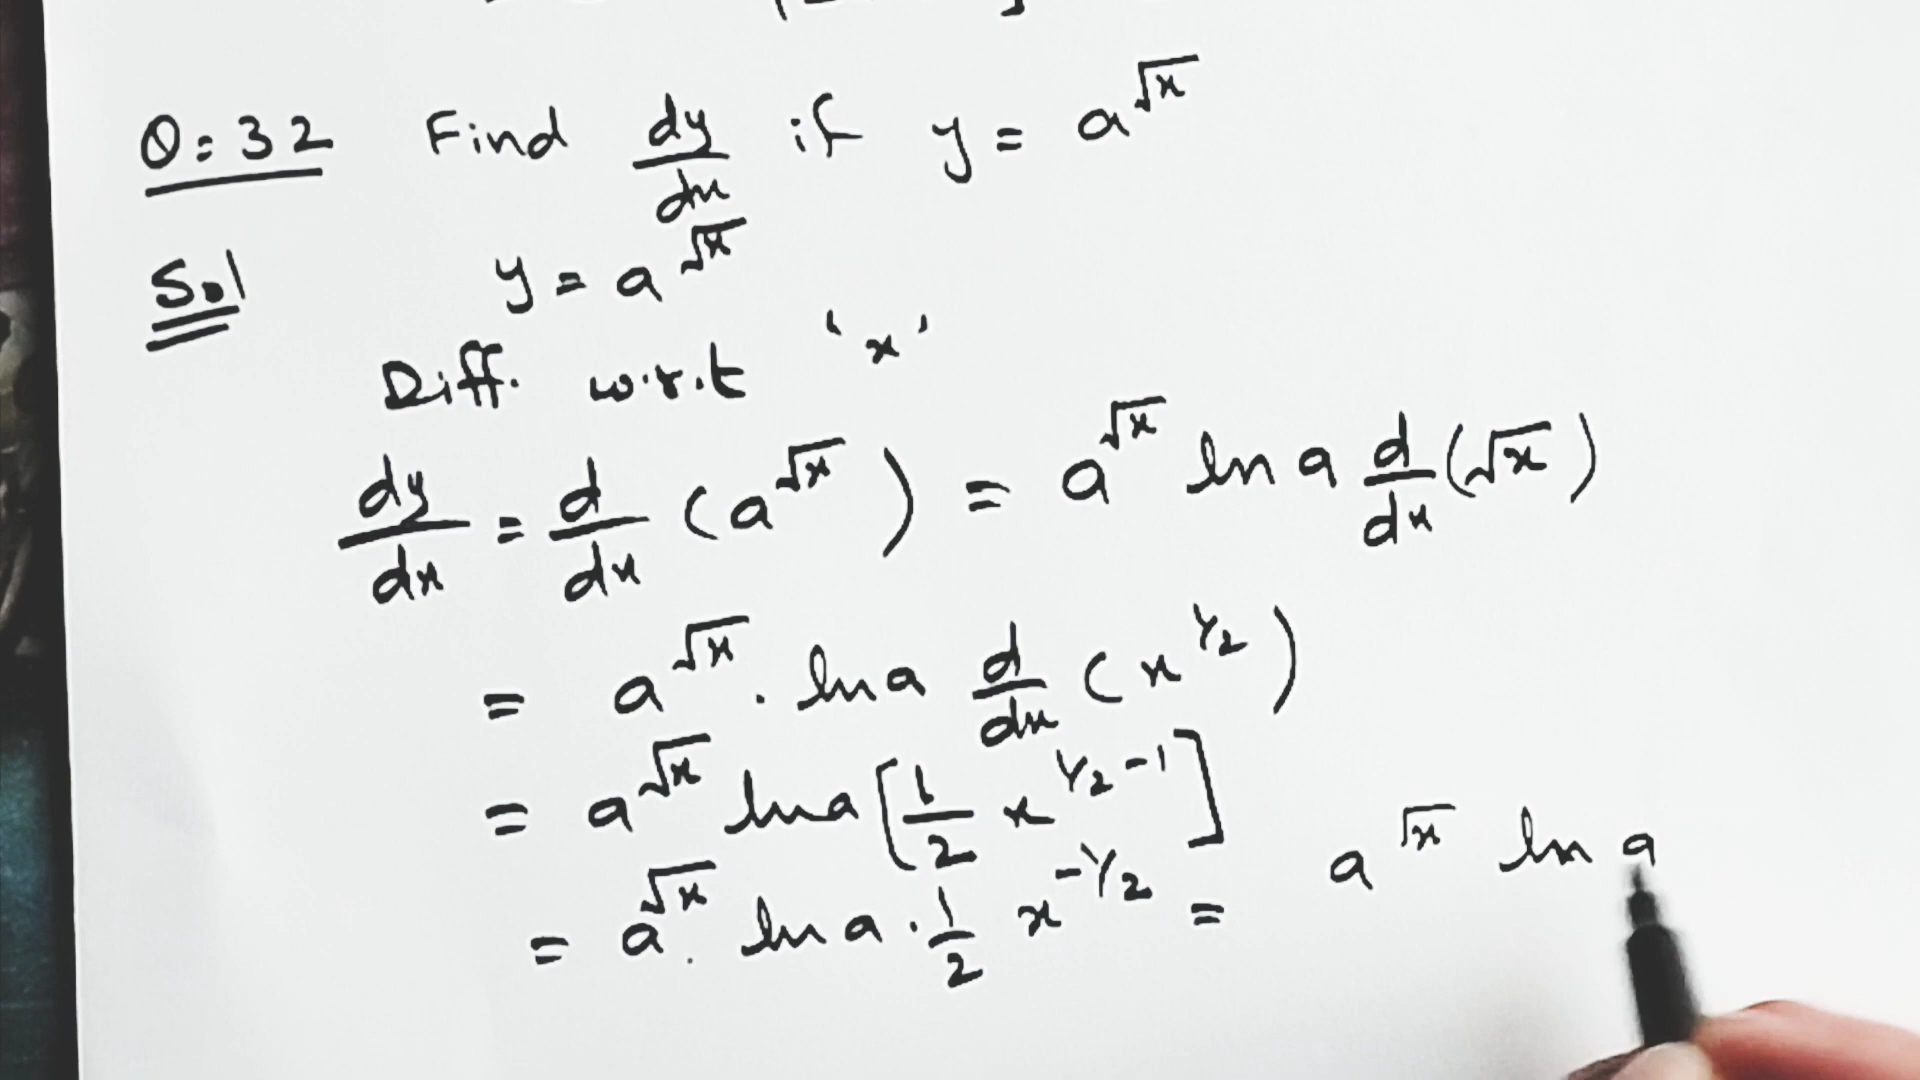 Q:32 Find dy/dx if y = a^√x
Sol y = a^√x
Diff. w.r.t 'x'
dy/dx = d/dx (a^√x) = a^√x ln a d/dx (√x)
= a^√x . ln a d/dx (x^1/2)
= a^√x ln a [1/2 x^1/2-1]
= a^√x . ln a . 1/2 x^-1/2 = a^√x ln a